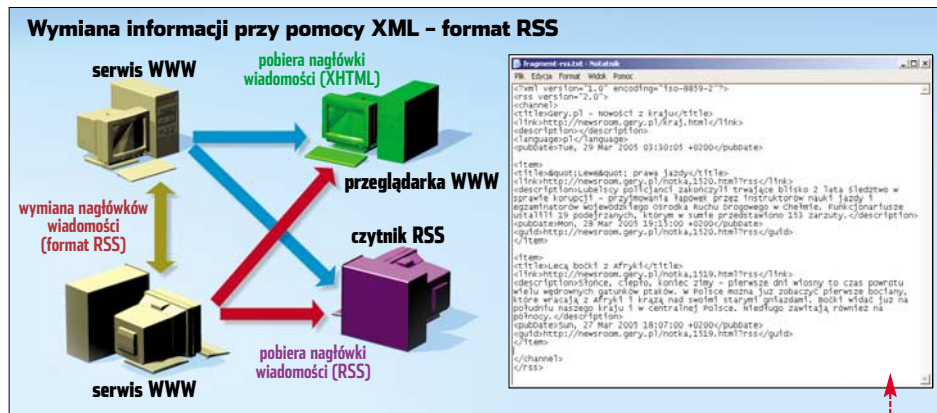 Wymiana informacji przy pomocy XML – format RSS
serwis WWW
pobiera nagłówki
wiadomości (XHTML)
przeglądarka WWW
wymiana nagłówków
wiadomości
(format RSS)
czytnik RSS
pobiera nagłówki
wiadomości (RSS)
serwis WWW
fragment-rss.txt - Notatnik
Plik Edycja Format Widok Pomoc
<?xml version="1.0" encoding="iso-8859-2"?>
<rss version="2.0">
<channel>
<title>Gery.pl - Nowości z kraju</title>
<link>http://newsroom.gery.pl/kraj.html</link>
<description></description>
<language>pl</language>
<pubDate>Tue, 29 Mar 2005 03:30:05 +0200</pubDate>
<item>
<title>&quot;Lewe&quot; prawa jazdy</title>
<link>http://newsroom.gery.pl/notka,1520.html?rss</link>
<description>Lubelscy policjanci zakończyli trwające blisko 2 lata śledztwo w
sprawie korupcji - przyjmowania łapówek przez instruktorów nauki jazdy i
egzaminatorów Wojewódzkiego Ośrodka Ruchu Drogowego w Chełmie. Funkcjonariusze
ustalili 19 podejrzanych, którym w sumie przedstawiono 153 zarzuty.</description>
<pubDate>Mon, 28 Mar 2005 19:15:00 +0200</pubDate>
<guid>http://newsroom.gery.pl/notka,1520.html?rss</guid>
</item>
<item>
<title>Lecą boćki z Afryki</title>
<link>http://newsroom.gery.pl/notka,1519.html?rss</link>
<description>Słońce, ciepło, koniec zimy - pierwsze dni wiosny to czas powrotu
wielu wędrownych gatunków ptaków. W Polsce można już zobaczyć pierwsze bociany,
które wracają z Afryki i krążą nad swoimi starymi gniazdami. Boćki widać już na
południu naszego kraju i w centralnej Polsce. Niedługo zawitają również na
północy.</description>
<pubDate>Sun, 27 Mar 2005 18:07:00 +0200</pubDate>
<guid>http://newsroom.gery.pl/notka,1519.html?rss</guid>
</item>
</channel>
</rss>